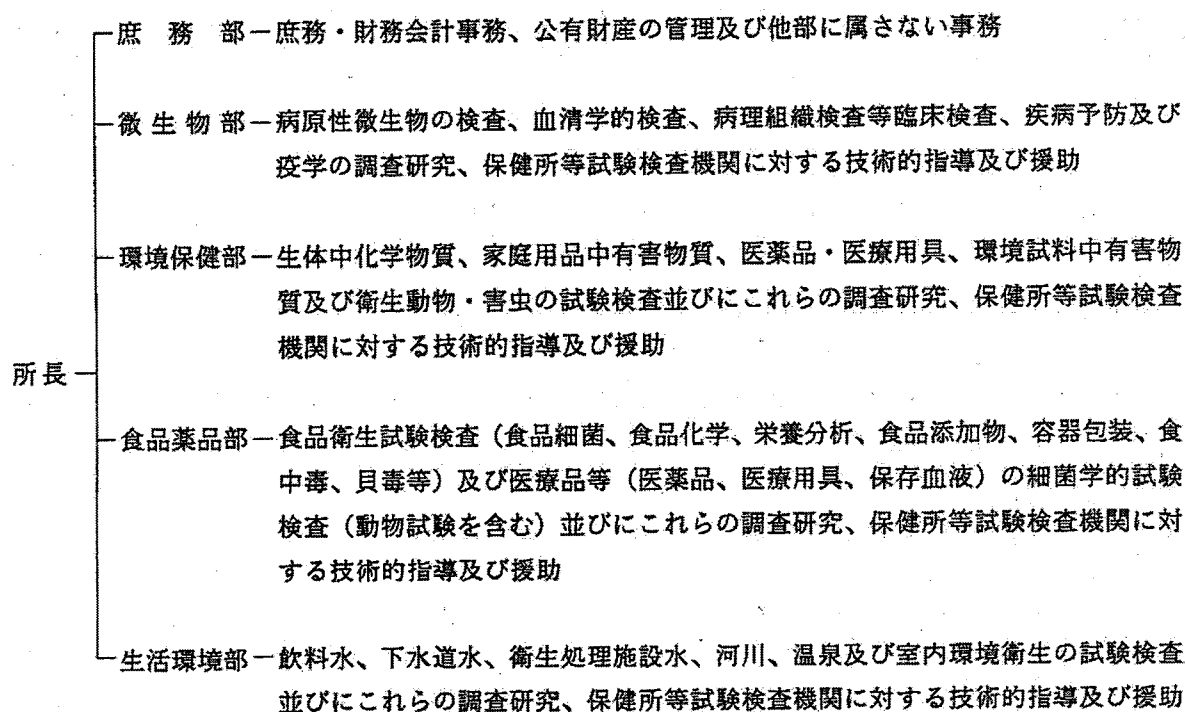 庶務部－庶務・財務会計事務、公有財産の管理及び他部に属さない事務
微生物部－病原性微生物の検査、血清学的検査、病理組織検査等臨床検査、疾病予防及び
疫学の調査研究、保健所等試験検査機関に対する技術的指導及び援助
環境保健部－生体中化学物質、家庭用品中有害物質、医薬品・医療用具、環境試料中有害物
質及び衛生動物・害虫の試験検査並びにこれらの調査研究、保健所等試験検査
機関に対する技術的指導及び援助
所長
食品薬品部－食品衛生試験検査（食品細菌、食品化学、栄養分析、食品添加物、容器包装、食
中毒、貝毒等）及び医療品等（医薬品、医療用具、保存血液）の細菌学的試験
検査（動物試験を含む）並びにこれらの調査研究、保健所等試験検査機関に対
する技術的指導及び援助
生活環境部－飲料水、下水道水、衛生処理施設水、河川、温泉及び室内環境衛生の試験検査
並びにこれらの調査研究、保健所等試験検査機関に対する技術的指導及び援助